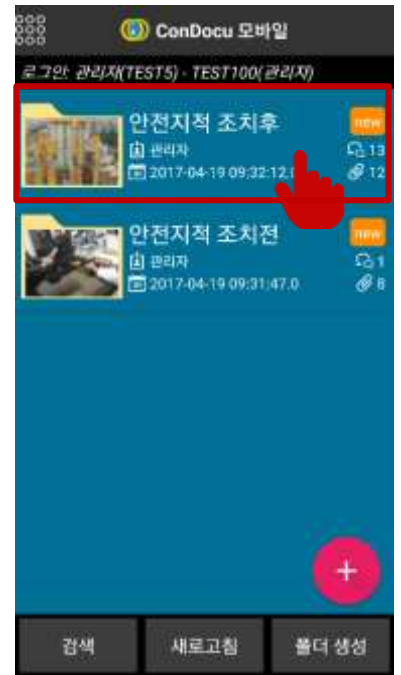 ConDocu 모바일
로그인: 관리자(TEST5) - TEST100(관리자)
안전지적 조치후
new
관리자
13
2017-04-19 09:32:12.0
12
안전지적 조치전
new
관리자
1
2017-04-19 09:31:47.0
8
+
검색
새로고침
폴더 생성